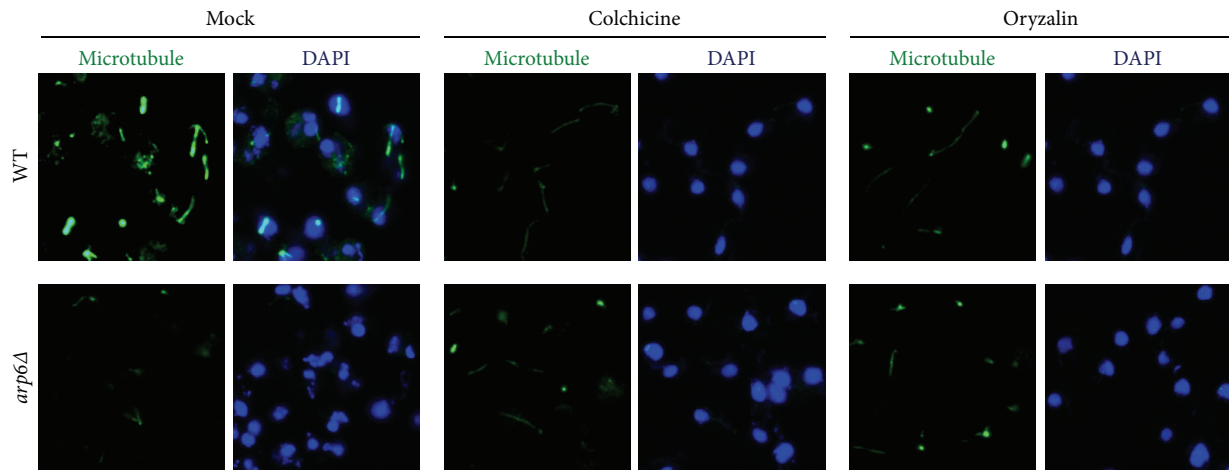 Mock Colchicine Oryzalin
Microtubule DAPI Microtubule DAPI Microtubule DAPI
WT
arp6Δ